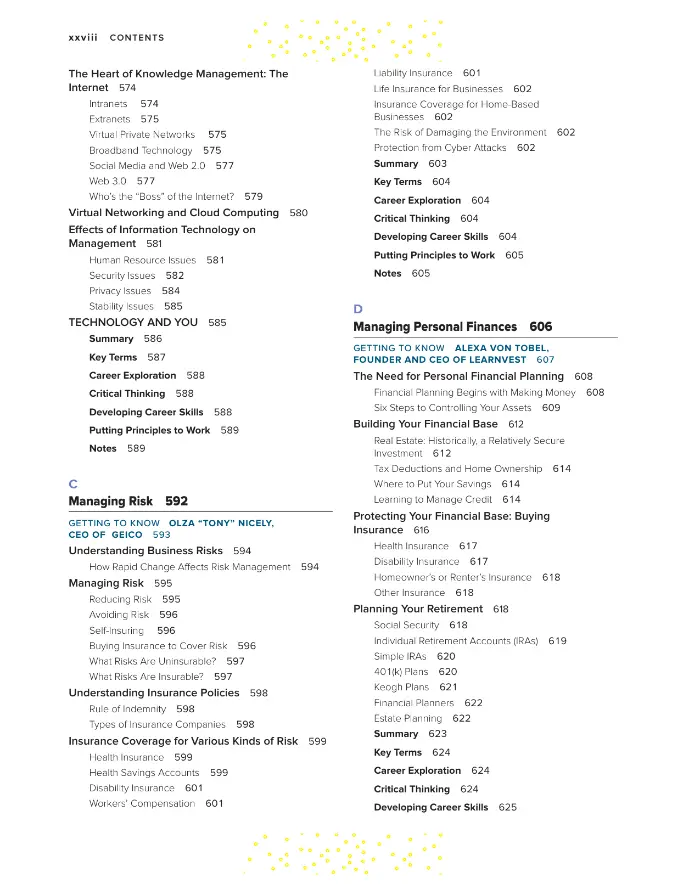 xxviii CONTENTS
The Heart of Knowledge Management: The
Internet 574
Intranets 574
Extranets 575
Virtual Private Networks 575
Broadband Technology 575
Social Media and Web 2.0 577
Web 3.0 577
Who's the “Boss” of the Internet? 579
Virtual Networking and Cloud Computing 580
Effects of Information Technology on
Management 581
Human Resource Issues 581
Security Issues 582
Privacy Issues 584
Stability Issues 585
TECHNOLOGY AND YOU 585
Summary 586
Key Terms 587
Career Exploration 588
Critical Thinking 588
Developing Career Skills 588
Putting Principles to Work 589
Notes 589
C
Managing Risk 592
GETTING TO KNOW OLZA “TONY” NICELY,
CEO OF GEICO 593
Understanding Business Risks 594
How Rapid Change Affects Risk Management 594
Managing Risk 595
Reducing Risk 595
Avoiding Risk 596
Self-Insuring 596
Buying Insurance to Cover Risk 596
What Risks Are Uninsurable? 597
What Risks Are Insurable? 597
Understanding Insurance Policies 598
Rule of Indemnity 598
Types of Insurance Companies 598
Insurance Coverage for Various Kinds of Risk 599
Health Insurance 599
Health Savings Accounts 599
Disability Insurance 601
Workers' Compensation 601
Liability Insurance 601
Life Insurance for Businesses 602
Insurance Coverage for Home-Based
Businesses 602
The Risk of Damaging the Environment 602
Protection from Cyber Attacks 602
Summary 603
Key Terms 604
Career Exploration 604
Critical Thinking 604
Developing Career Skills 604
Putting Principles to Work 605
Notes 605
D
Managing Personal Finances 606
GETTING TO KNOW ALEXA VON TOBEL,
FOUNDER AND CEO OF LEARNVEST 607
The Need for Personal Financial Planning 608
Financial Planning Begins with Making Money 608
Six Steps to Controlling Your Assets 609
Building Your Financial Base 612
Real Estate: Historically, a Relatively Secure
Investment 612
Tax Deductions and Home Ownership 614
Where to Put Your Savings 614
Learning to Manage Credit 614
Protecting Your Financial Base: Buying
Insurance 616
Health Insurance 617
Disability Insurance 617
Homeowner's or Renter's Insurance 618
Other Insurance 618
Planning Your Retirement 618
Social Security 618
Individual Retirement Accounts (IRAs) 619
Simple IRAs 620
401(k) Plans 620
Keogh Plans 621
Financial Planners 622
Estate Planning 622
Summary 623
Key Terms 624
Career Exploration 624
Critical Thinking 624
Developing Career Skills 625